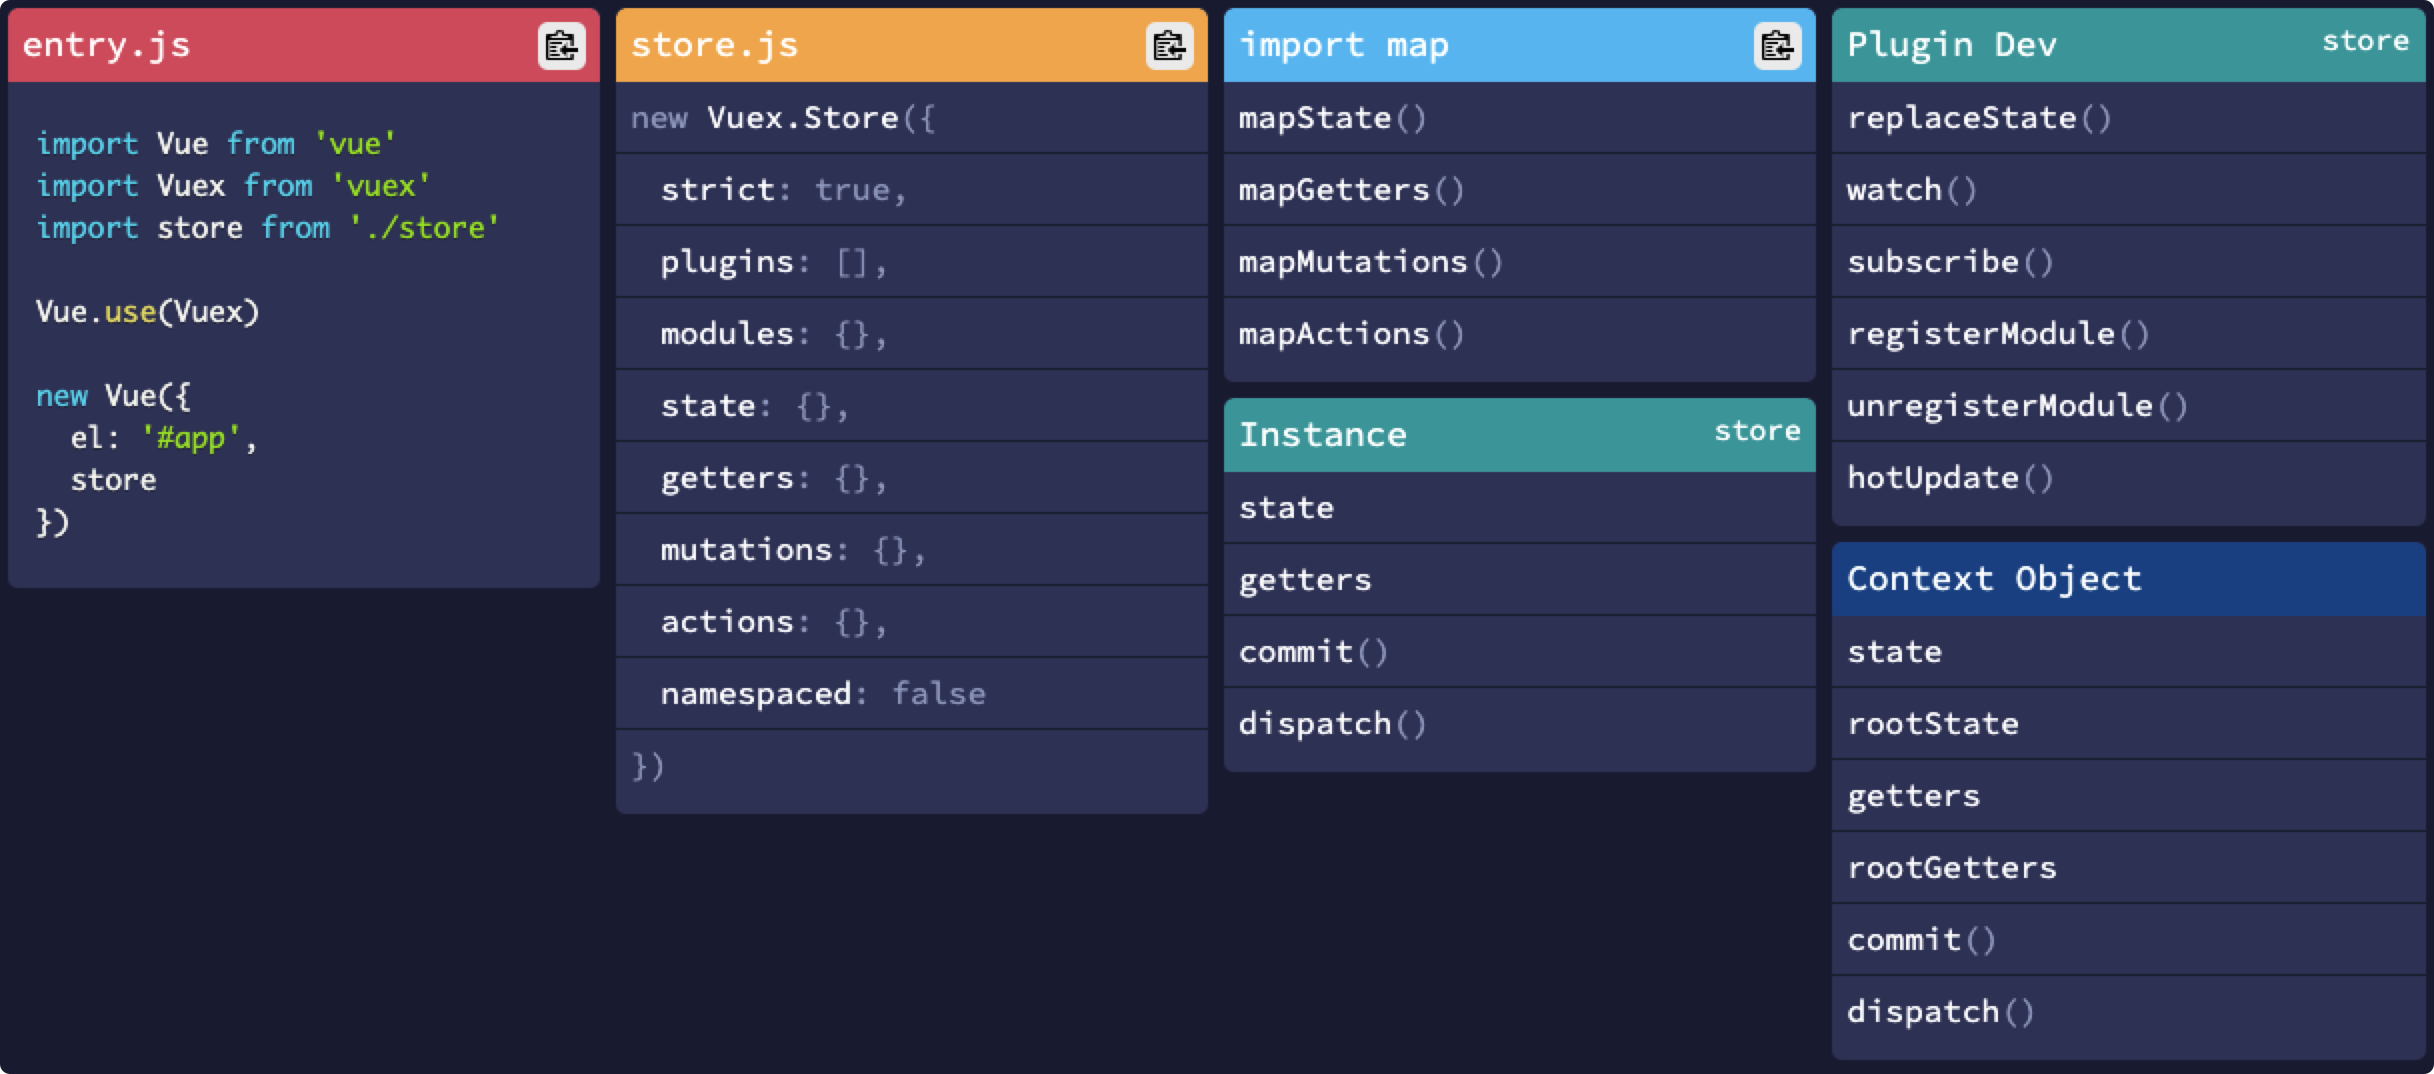 entry.js
import Vue from 'vue'
import Vuex from 'vuex'
import store from './store'
Vue.use(Vuex)
new Vue({
  el: '#app',
  store
})
store.js
new Vuex.Store({
strict: true,
plugins: [],
modules: {},
state: {},
getters: {},
mutations: {},
actions: {},
namespaced: false
})
import map
mapState()
mapGetters()
mapMutations()
mapActions()
Instance store
state
getters
commit()
dispatch()
Plugin Dev store
replaceState()
watch()
subscribe()
registerModule()
unregisterModule()
hotUpdate()
Context Object
state
rootState
getters
rootGetters
commit()
dispatch()